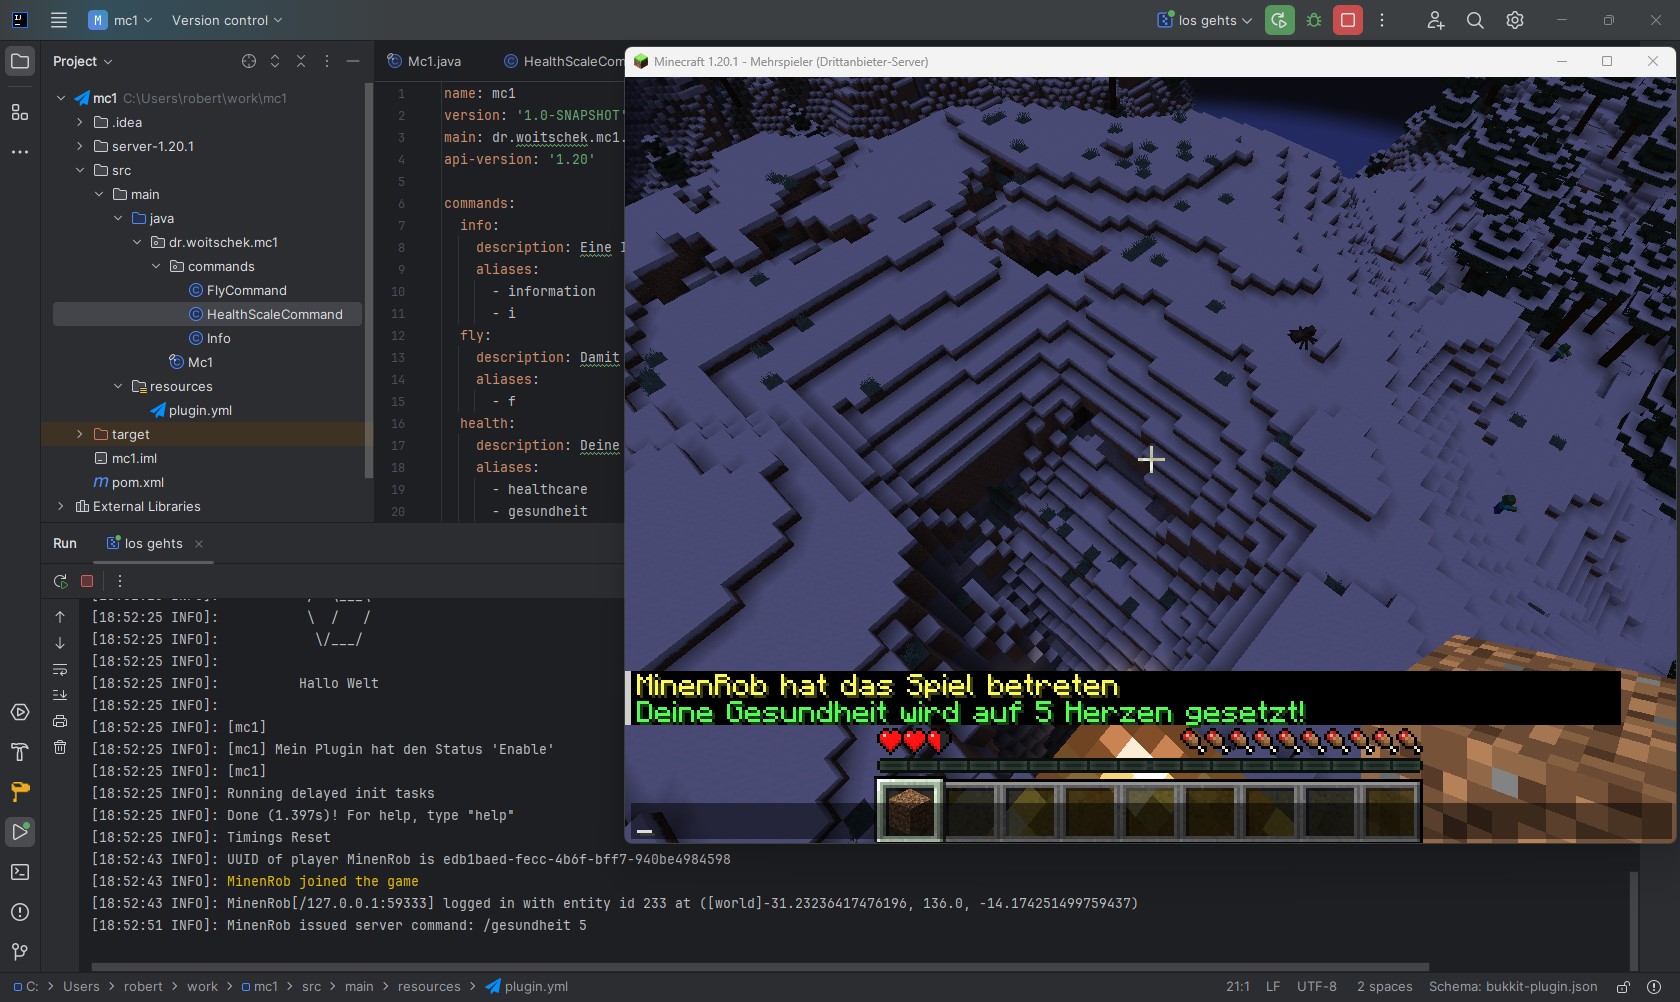 mc1
Version control
los gehts
Project
Mc1.java
HealthScaleCom
Minecraft 1.20.1 - Mehrspieler (Drittanbieter-Server)
mc1 C:\Users\robert\work\mc1
.idea
server-1.20.1
src
main
java
dr.woitschek.mc1
commands
FlyCommand
HealthScaleCommand
Info
Mc1
resources
plugin.yml
target
mc1.iml
pom.xml
External Libraries
1 name: mc1
2 version: '1.0-SNAPSHOT'
3 main: dr.woitschek.mc1.
4 api-version: '1.20'
5
6 commands:
7 info:
8 description: Eine I
9 aliases:
10 - information
11 - i
12 fly:
13 description: Damit
14 aliases:
15 - f
16 health:
17 description: Deine
18 aliases:
19 - healthcare
20 - gesundheit
MinenRob hat das Spiel betreten
Deine Gesundheit wird auf 5 Herzen gesetzt!
Run
los gehts
[18:52:25 INFO]: \ / /
[18:52:25 INFO]: \/___/
[18:52:25 INFO]:
[18:52:25 INFO]: Hallo Welt
[18:52:25 INFO]:
[18:52:25 INFO]: [mc1]
[18:52:25 INFO]: [mc1] Mein Plugin hat den Status 'Enable'
[18:52:25 INFO]: [mc1]
[18:52:25 INFO]: Running delayed init tasks
[18:52:25 INFO]: Done (1.397s)! For help, type "help"
[18:52:25 INFO]: Timings Reset
[18:52:43 INFO]: UUID of player MinenRob is edb1baed-fecc-4b6f-bff7-940be4984598
[18:52:43 INFO]: MinenRob joined the game
[18:52:43 INFO]: MinenRob[/127.0.0.1:59333] logged in with entity id 233 at ([world]-31.23236417476196, 136.0, -14.174251499759437)
[18:52:51 INFO]: MinenRob issued server command: /gesundheit 5
C: > Users > robert > work > mc1 > src > main > resources > plugin.yml
21:1 LF UTF-8 2 spaces Schema: bukkit-plugin.json